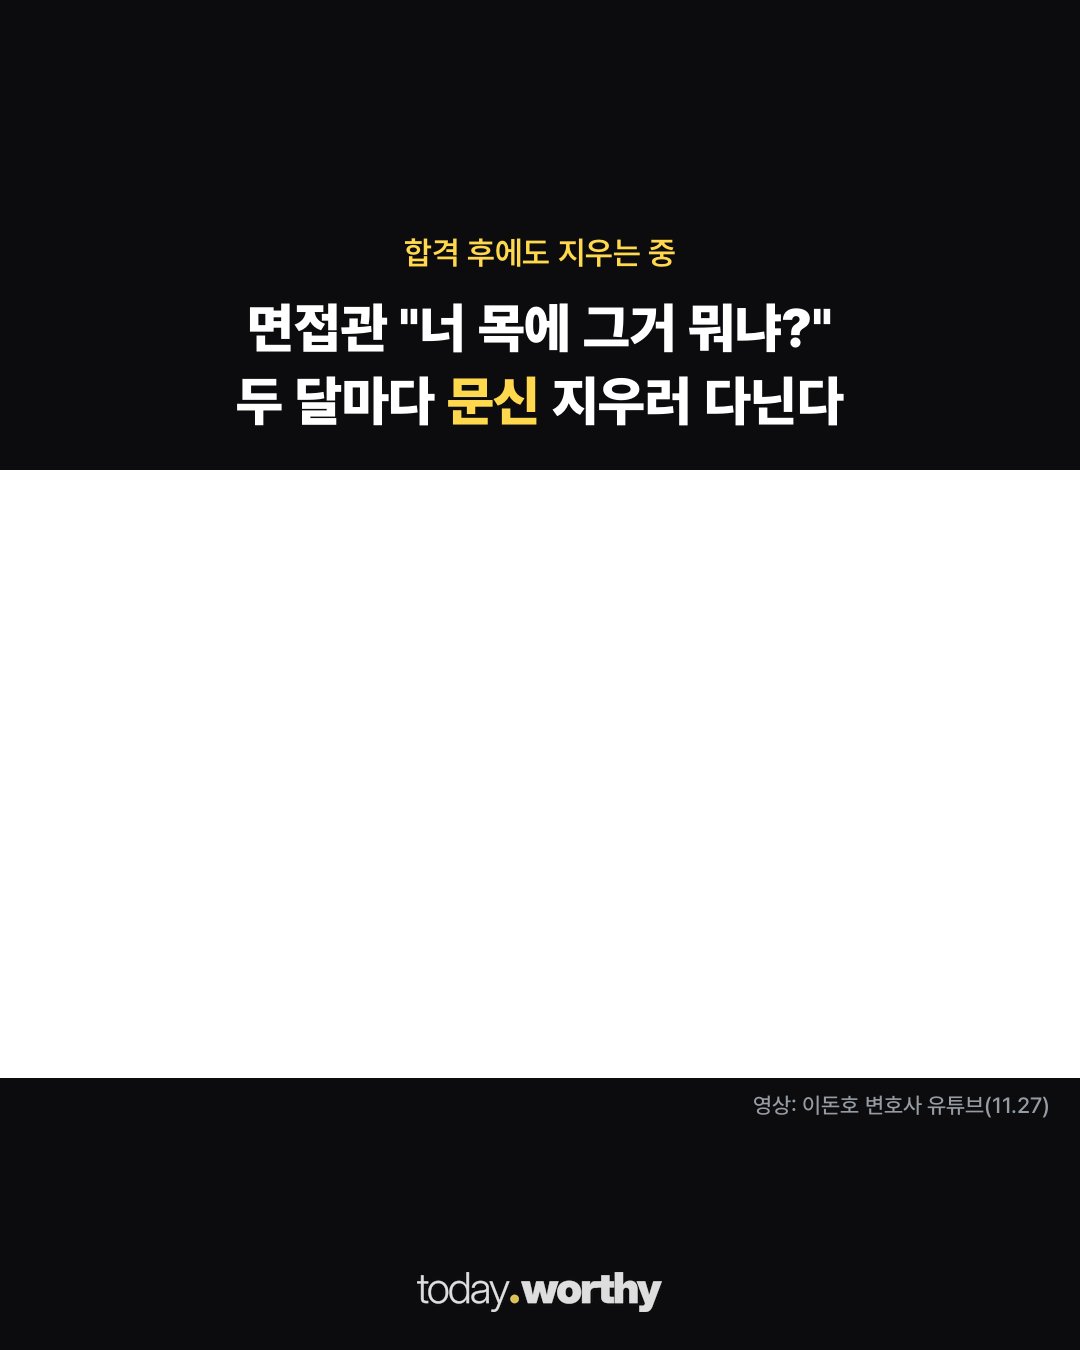 합격 후에도 지우는 중
면접관 "너 목에 그거 뭐냐?"
두 달마다 문신 지우러 다닌다
영상: 이돈호 변호사 유튜브(11.27)
today.worthy